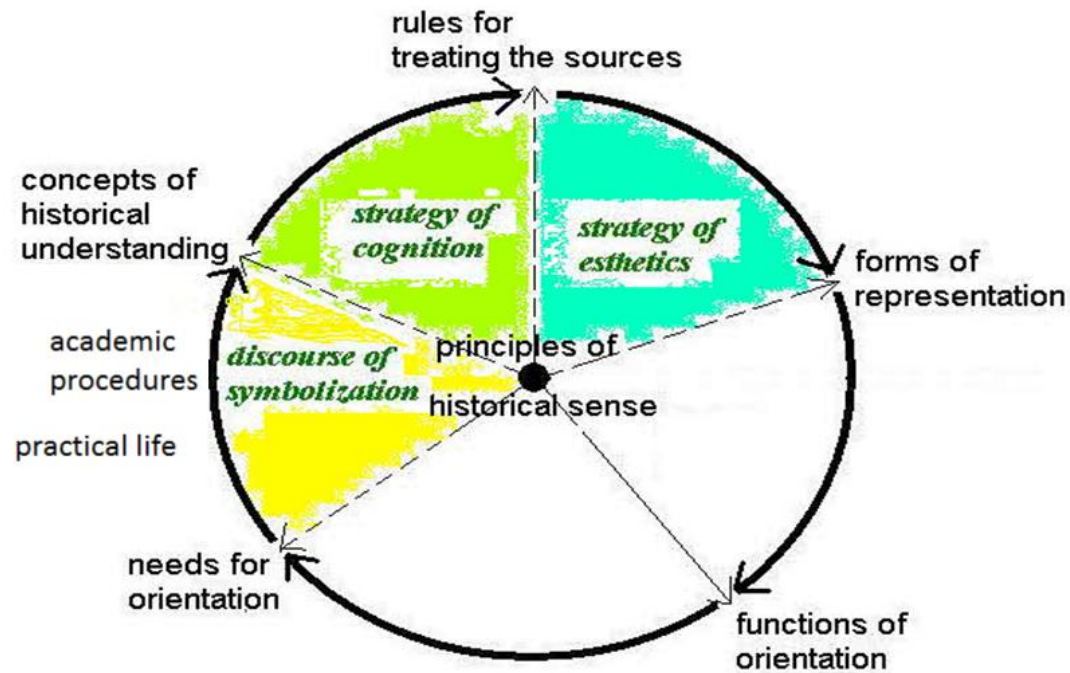 rules for
treating the sources
concepts of
historical
understanding
strategy of
cognition
strategy of
esthetics
forms of
representation
academic
procedures
discourse of
symbolization
principles of
historical sense
practical life
needs for
orientation
functions of
orientation